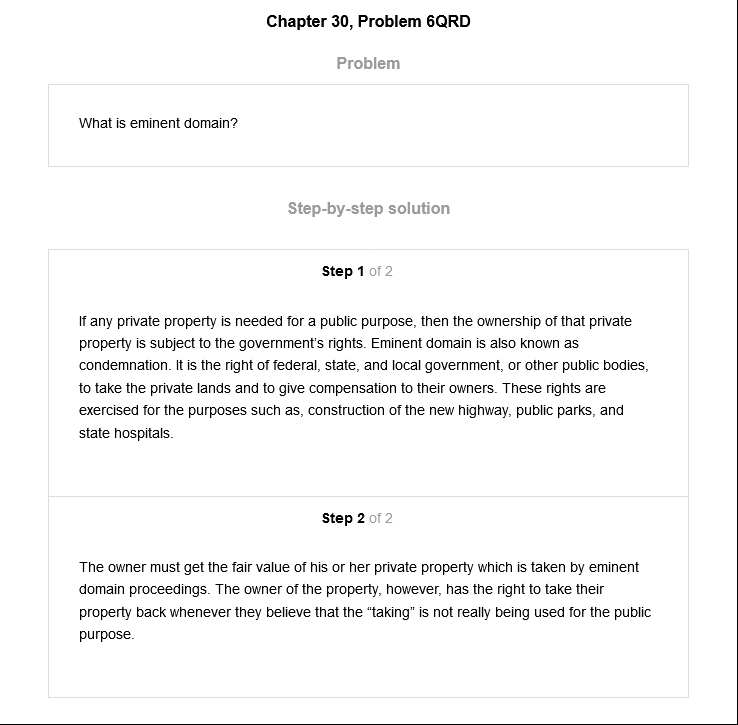 Chapter 30, Problem 6QRD
Problem
What is eminent domain?
Step-by-step solution
Step 1 of 2
If any private property is needed for a public purpose, then the ownership of that private
property is subject to the government’s rights. Eminent domain is also known as
condemnation. It is the right of federal, state, and local government, or other public bodies,
to take the private lands and to give compensation to their owners. These rights are
exercised for the purposes such as, construction of the new highway, public parks, and
state hospitals.
Step 2 of 2
The owner must get the fair value of his or her private property which is taken by eminent
domain proceedings. The owner of the property, however, has the right to take their
property back whenever they believe that the “taking” is not really being used for the public
purpose.